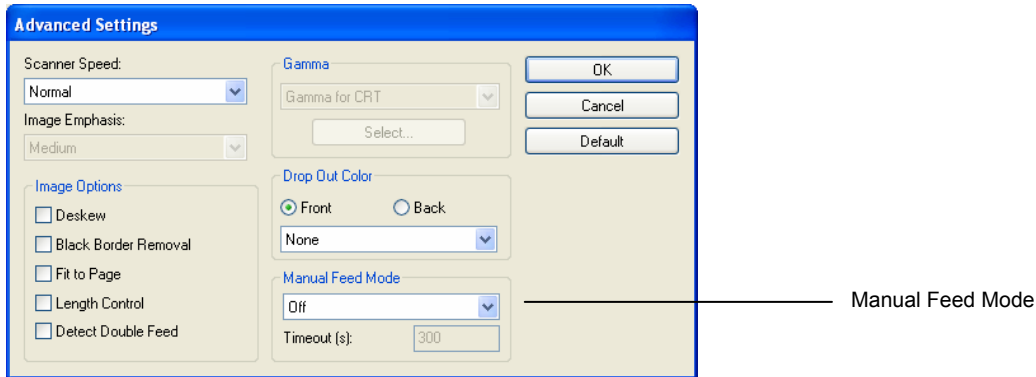 Advanced Settings
Scanner Speed:
Normal
Image Emphasis:
Medium
Image Options
Deskew
Black Border Removal
Fit to Page
Length Control
Detect Double Feed
Gamma
Gamma for CRT
Select...
Drop Out Color
Front Back
None
Manual Feed Mode
Off
Timeout (s): 300
OK
Cancel
Default
Manual Feed Mode